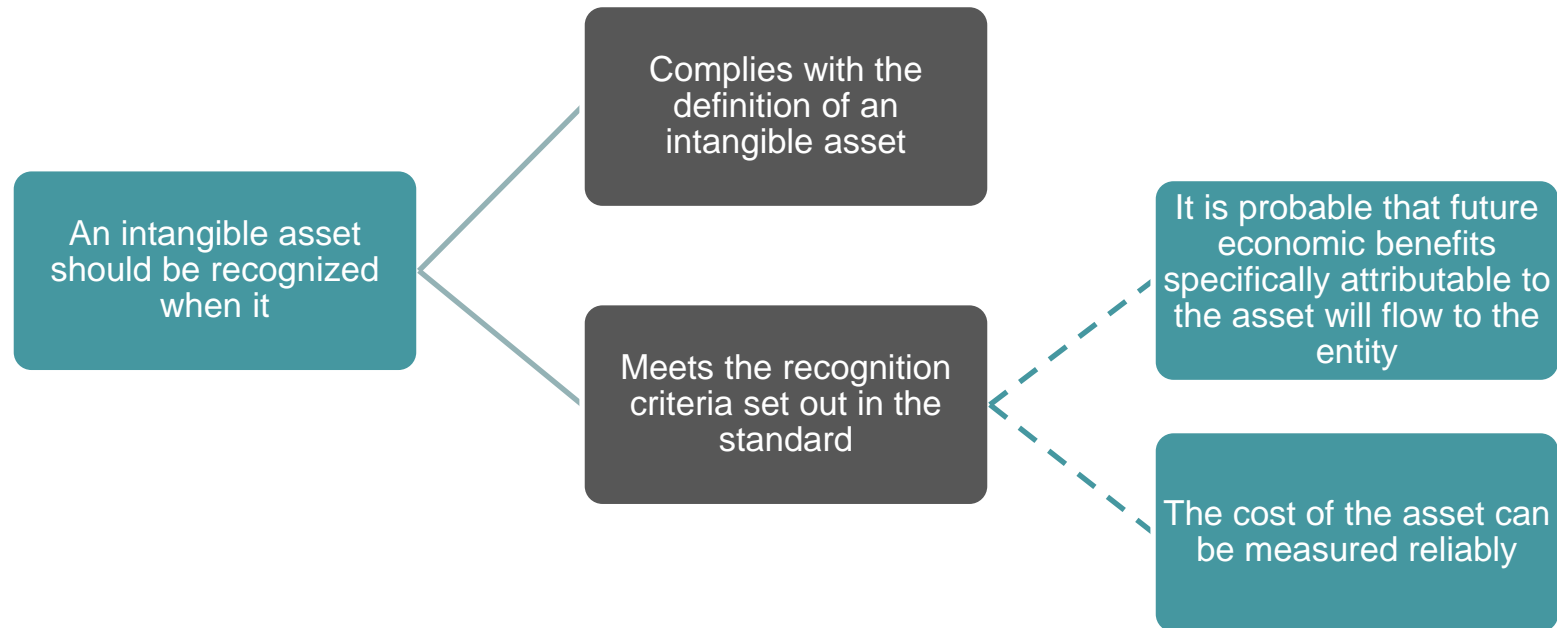 An intangible asset
should be recognized
when it
Complies with the
definition of an
intangible asset
Meets the recognition
criteria set out in the
standard
It is probable that future
economic benefits
specifically attributable to
the asset will flow to the
entity
The cost of the asset can
be measured reliably